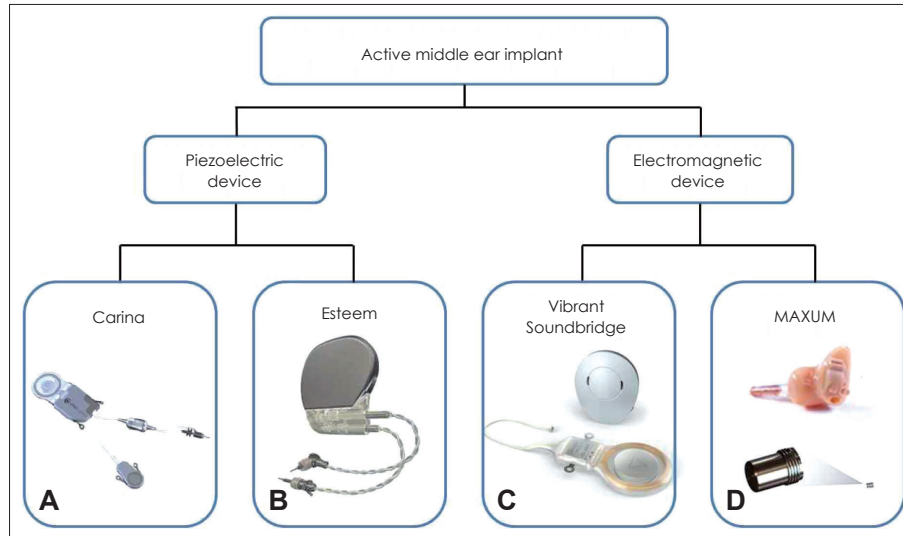 Active middle ear implant
Piezoelectric
device
Electromagnetic
device
Carina
Esteem
Vibrant
Soundbridge
MAXUM
A
B
C
D